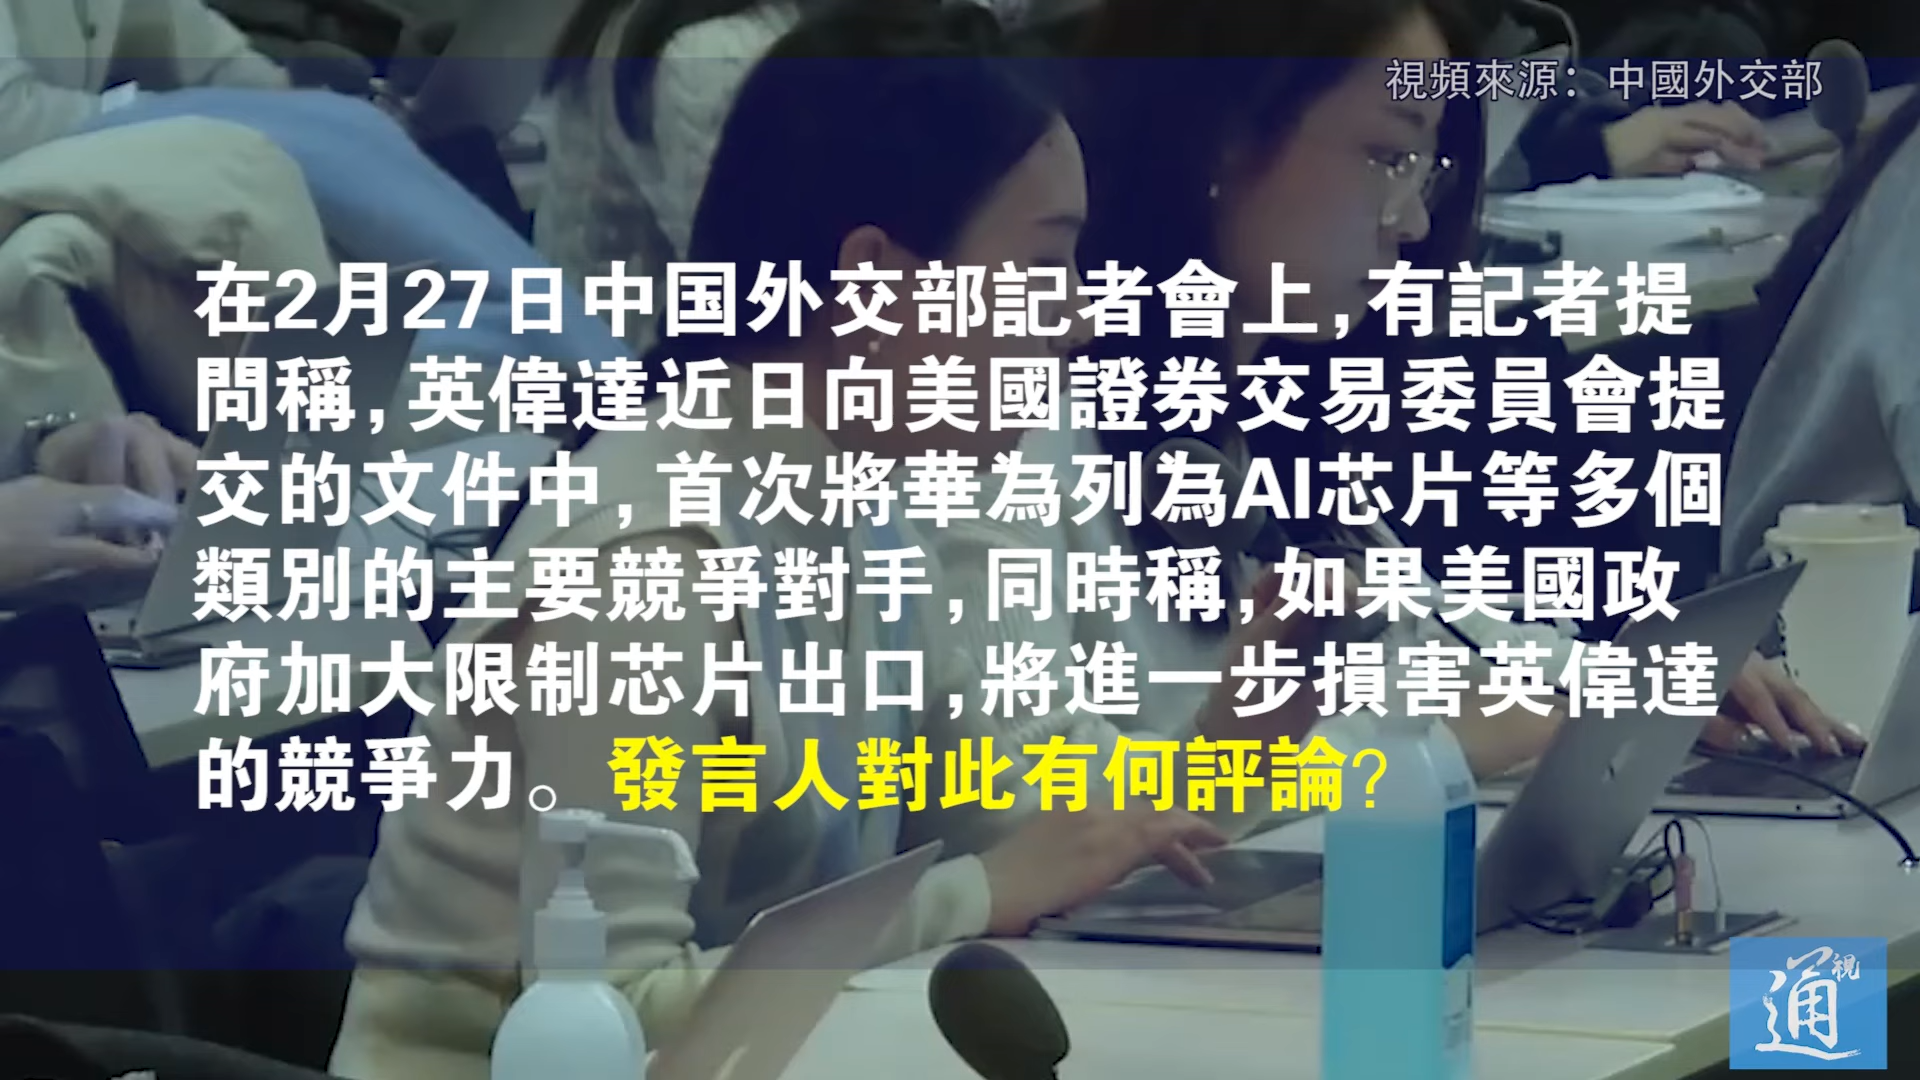 視頻來源：中國外交部
在2月27日中国外交部記者會上，有記者提
問稱，英偉達近日向美國證券交易委員會提
交的文件中，首次將華為列為AI芯片等多個
類別的主要競爭對手，同時稱，如果美國政
府加大限制芯片出口，將進一步損害英偉達
的競爭力。發言人對此有何評論?
通視